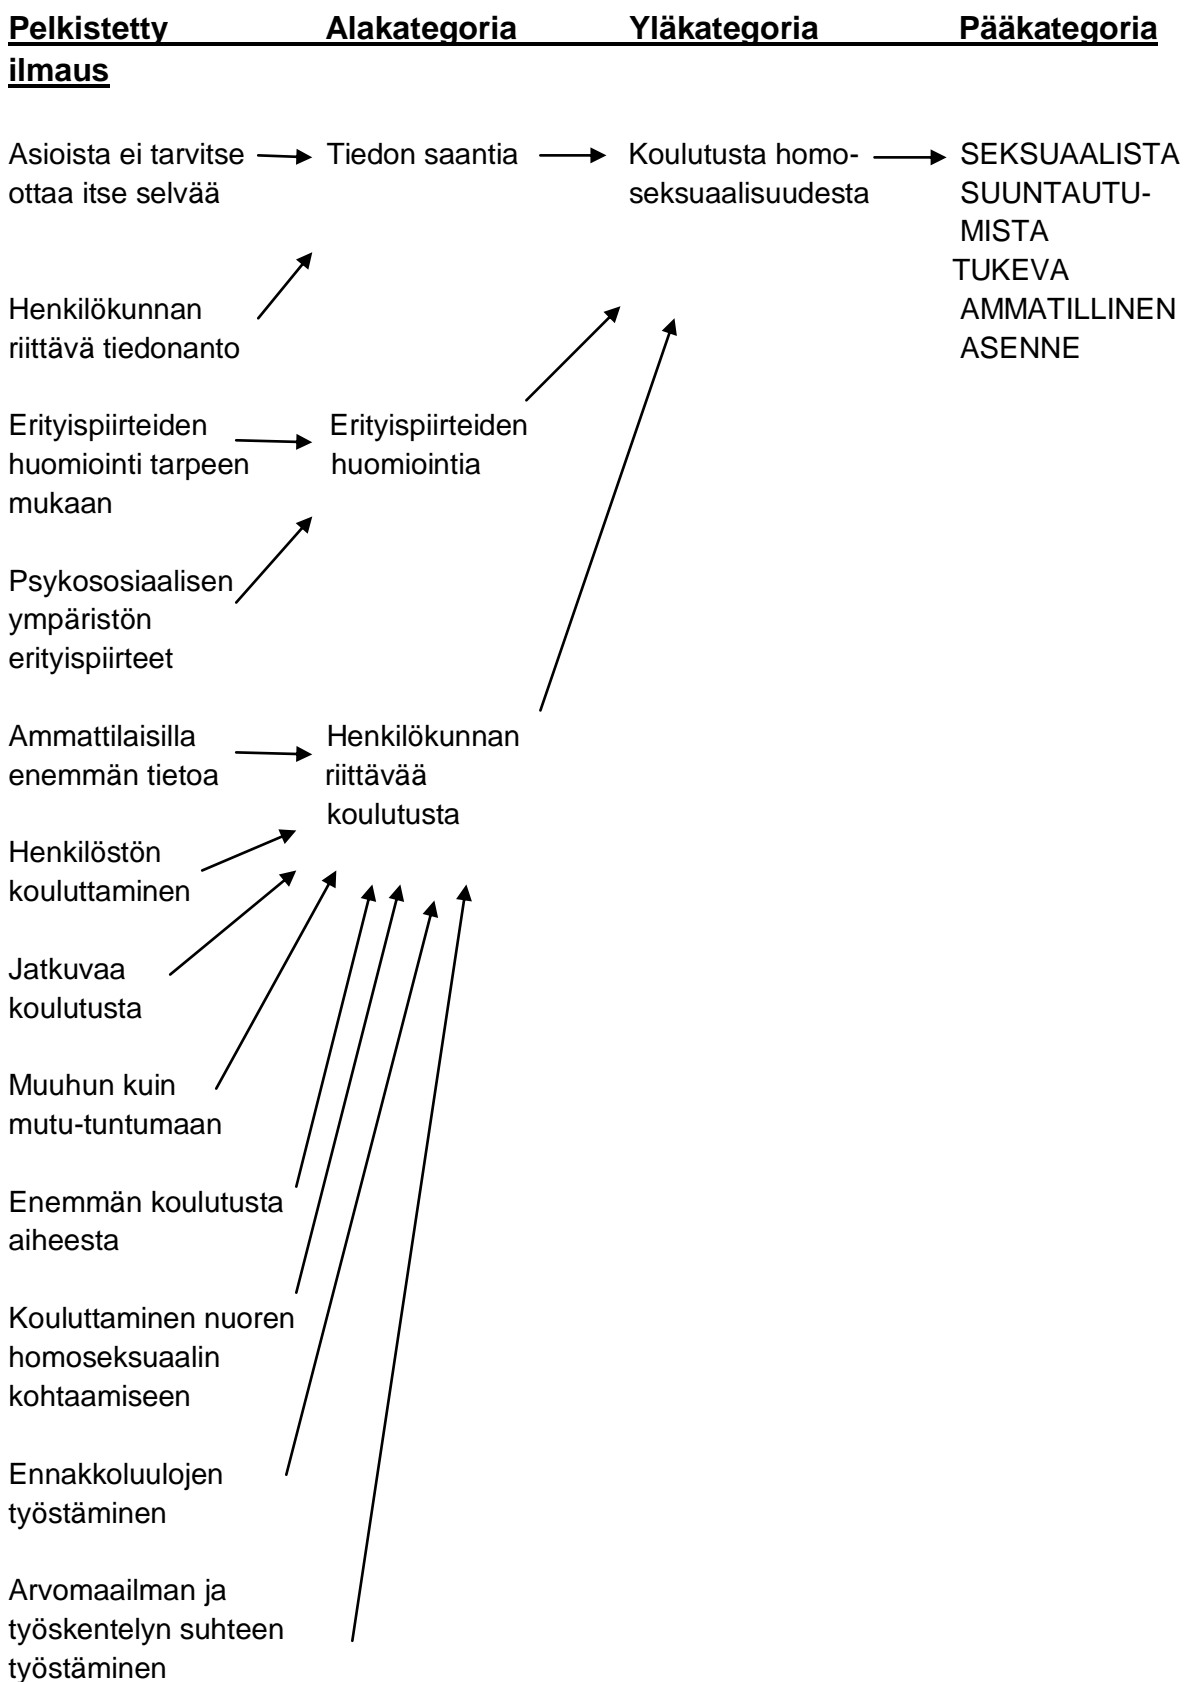 Pelkistetty Alakategoria Yläkategoria Pääkategoria
ilmaus
Asioista ei tarvitse Tiedon saantia Koulutusta homo- SEKSUAALISTA
ottaa itse selvää seksuaalisuudesta SUUNTAUTU-
MISTA
TUKEVA
Henkilökunnan AMMATILLINEN
riittävä tiedonanto ASENNE
Erityispiirteiden Erityispiirteiden
huomiointi tarpeen huomiointia
mukaan
Psykososiaalisen
ympäristön
erityispiirteet
Ammattilaisilla Henkilökunnan
enemmän tietoa riittävää
koulutusta
Henkilöstön
kouluttaminen
Jatkuvaa
koulutusta
Muuhun kuin
mutu-tuntumaan
Enemmän koulutusta
aiheesta
Kouluttaminen nuoren
homoseksuaalin
kohtaamiseen
Ennakkoluulojen
työstäminen
Arvomaailman ja
työskentelyn suhteen
työstäminen